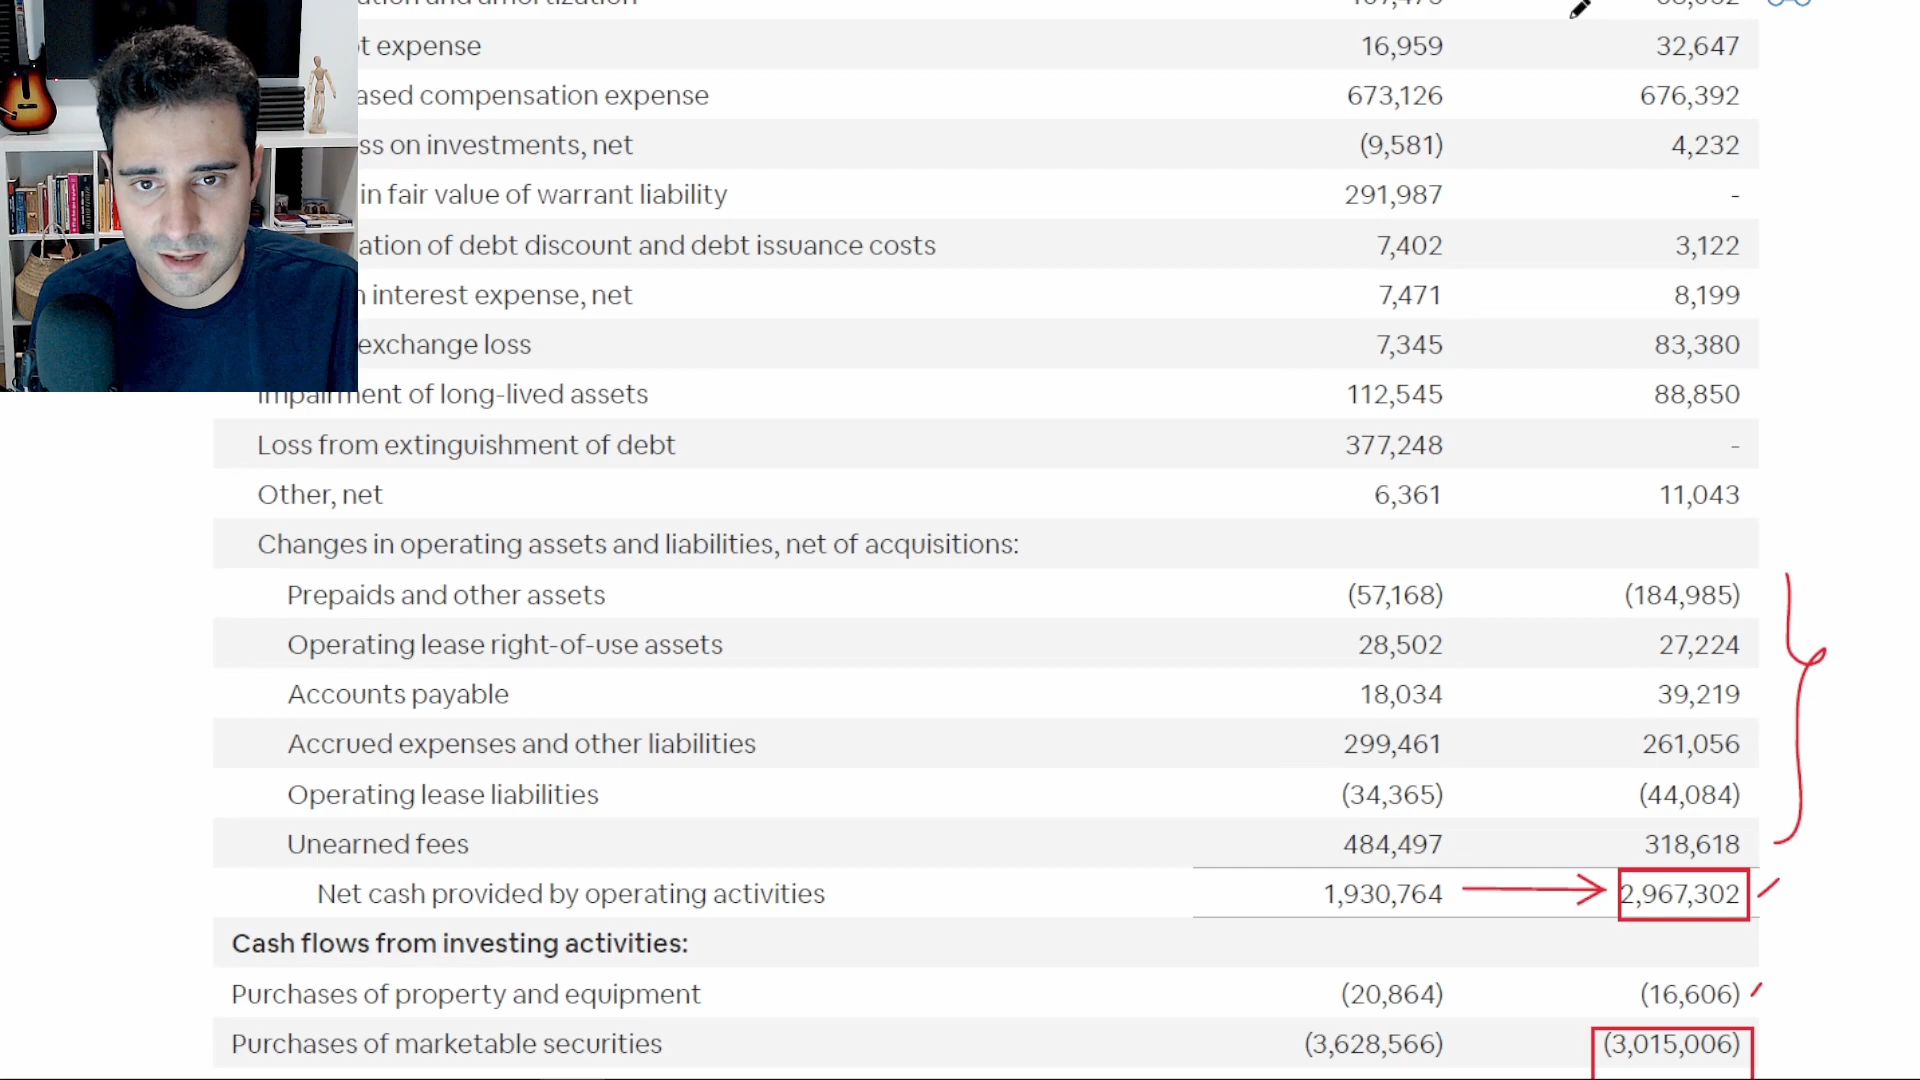 amortization
t expense 16,959 32,647
ased compensation expense 673,126 676,392
ss on investments, net (9,581) 4,232
in fair value of warrant liability 291,987 -
ation of debt discount and debt issuance costs 7,402 3,122
n interest expense, net 7,471 8,199
exchange loss 7,345 83,380
Impairment of long-lived assets 112,545 88,850
Loss from extinguishment of debt 377,248 -
Other, net 6,361 11,043
Changes in operating assets and liabilities, net of acquisitions:
Prepaids and other assets (57,168) (184,985)
Operating lease right-of-use assets 28,502 27,224
Accounts payable 18,034 39,219
Accrued expenses and other liabilities 299,461 261,056
Operating lease liabilities (34,365) (44,084)
Unearned fees 484,497 318,618
Net cash provided by operating activities 1,930,764 2,967,302
Cash flows from investing activities:
Purchases of property and equipment (20,864) (16,606)
Purchases of marketable securities (3,628,566) (3,015,006)